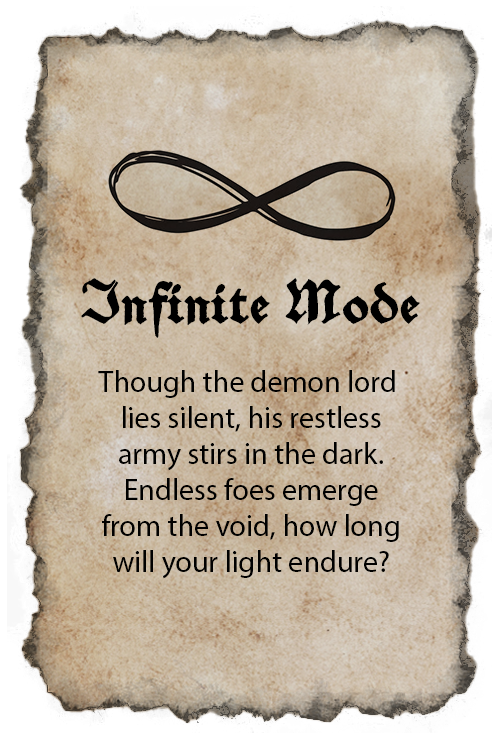 Infinite Mode
Though the demon lord
lies silent, his restless
army stirs in the dark.
Endless foes emerge
from the void, how long
will your light endure?